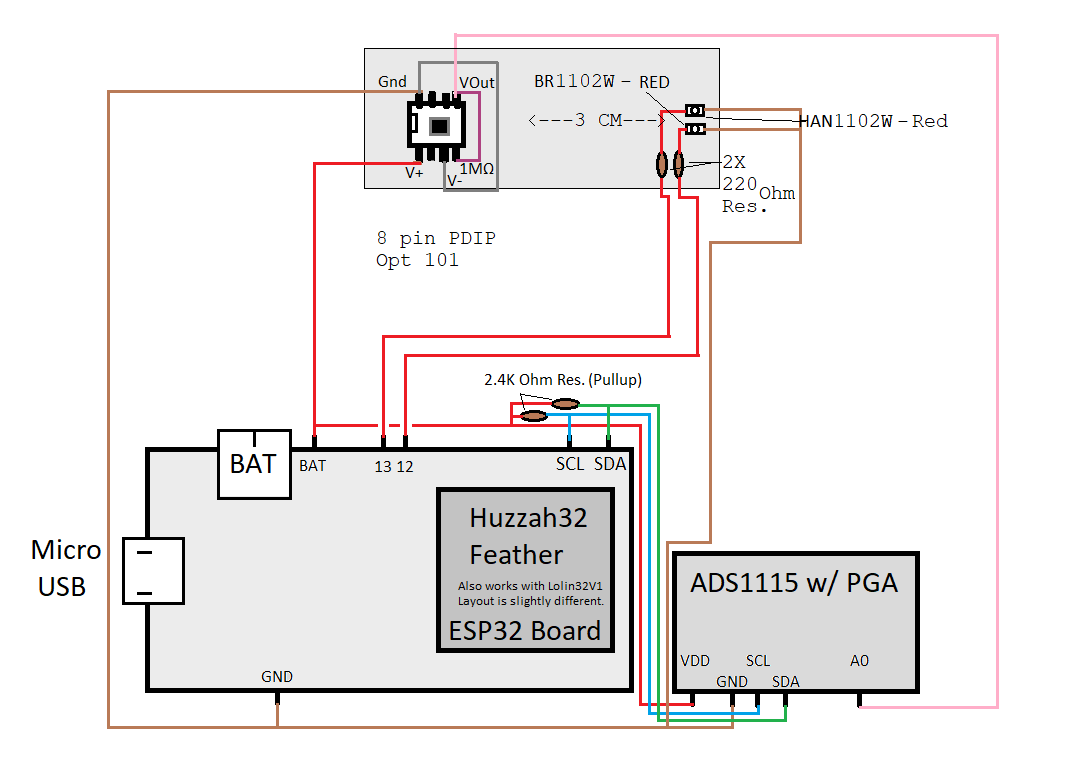 Gnd
VOut
BR1102W - RED
<---3 CM--->
HAN1102W - Red
1MΩ
V+
V-
2X
220 Ohm
Res.
8 pin PDIP
Opt 101
2.4K Ohm Res. (Pullup)
BAT
BAT
13 12
SCL SDA
Huzzah32
Feather
Also works with Lolin32V1
Layout is slightly different.
ESP32 Board
Micro
USB
GND
ADS1115 w/ PGA
VDD
SCL
A0
GND
SDA